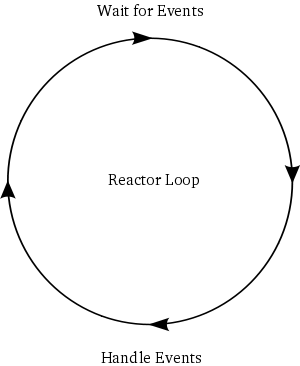 Wait for Events
Reactor Loop
Handle Events